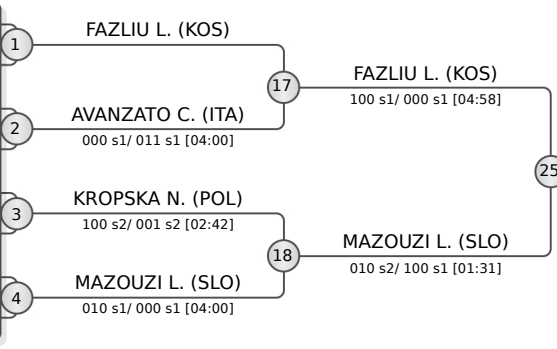 1
FAZLIU L. (KOS)
17
FAZLIU L. (KOS)
100 s1/ 000 s1 [04:58]
2
AVANZATO C. (ITA)
000 s1/ 011 s1 [04:00]
25
3
KROPSKA N. (POL)
100 s2/ 001 s2 [02:42]
18
MAZOUZI L. (SLO)
010 s2/ 100 s1 [01:31]
4
MAZOUZI L. (SLO)
010 s1/ 000 s1 [04:00]